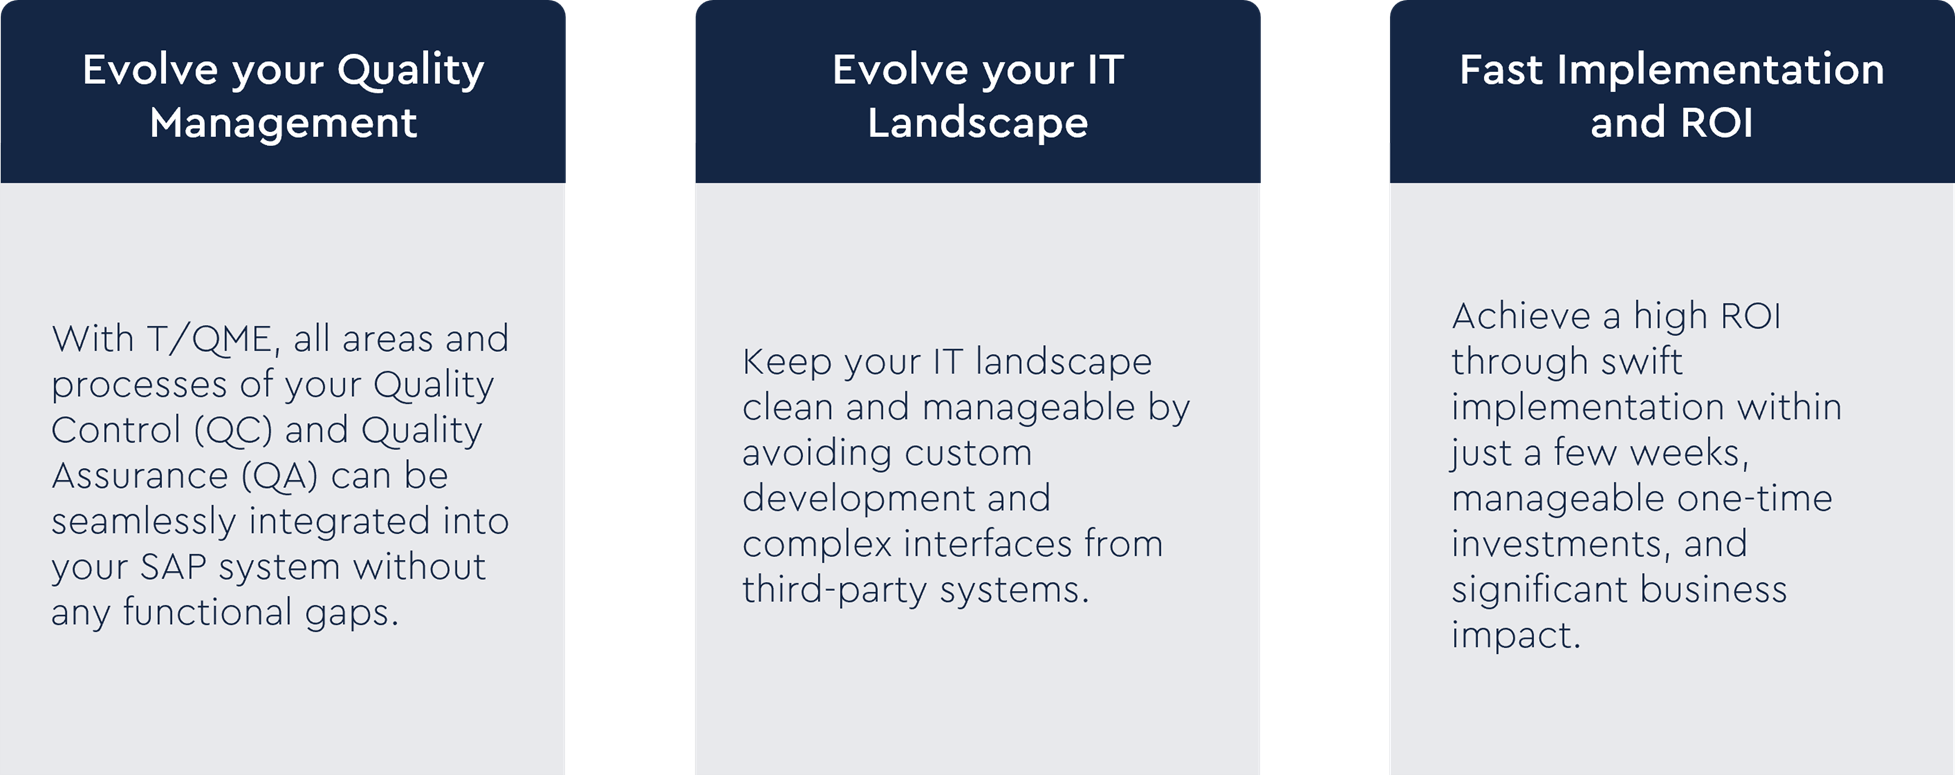 Evolve your Quality
Management
With T/QME, all areas and
processes of your Quality
Control (QC) and Quality
Assurance (QA) can be
seamlessly integrated into
your SAP system without
any functional gaps.
Evolve your IT
Landscape
Keep your IT landscape
clean and manageable by
avoiding custom
development and
complex interfaces from
third-party systems.
Fast Implementation
and ROI
Achieve a high ROI
through swift
implementation within
just a few weeks,
manageable one-time
investments, and
significant business
impact.